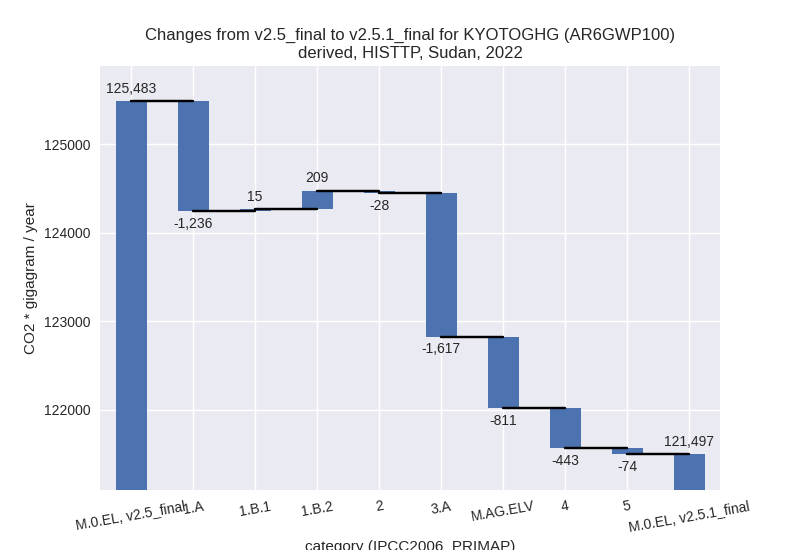 Changes from v2.5_final to v2.5.1_final for KYOTOGHG (AR6GWP100)
derived, HISTTP, Sudan, 2022
125,483
-1,236
15
209
-28
-1,617
-811
-443
-74
121,497
125000
124000
123000
122000
CO2 * gigagram / year
M.0.EL, v2.5_final
1.A
1.B.1
1.B.2
2
3.A
M.AG.ELV
4
5
M.0.EL, v2.5.1_final
category (IPCC2006_PRIMAP)